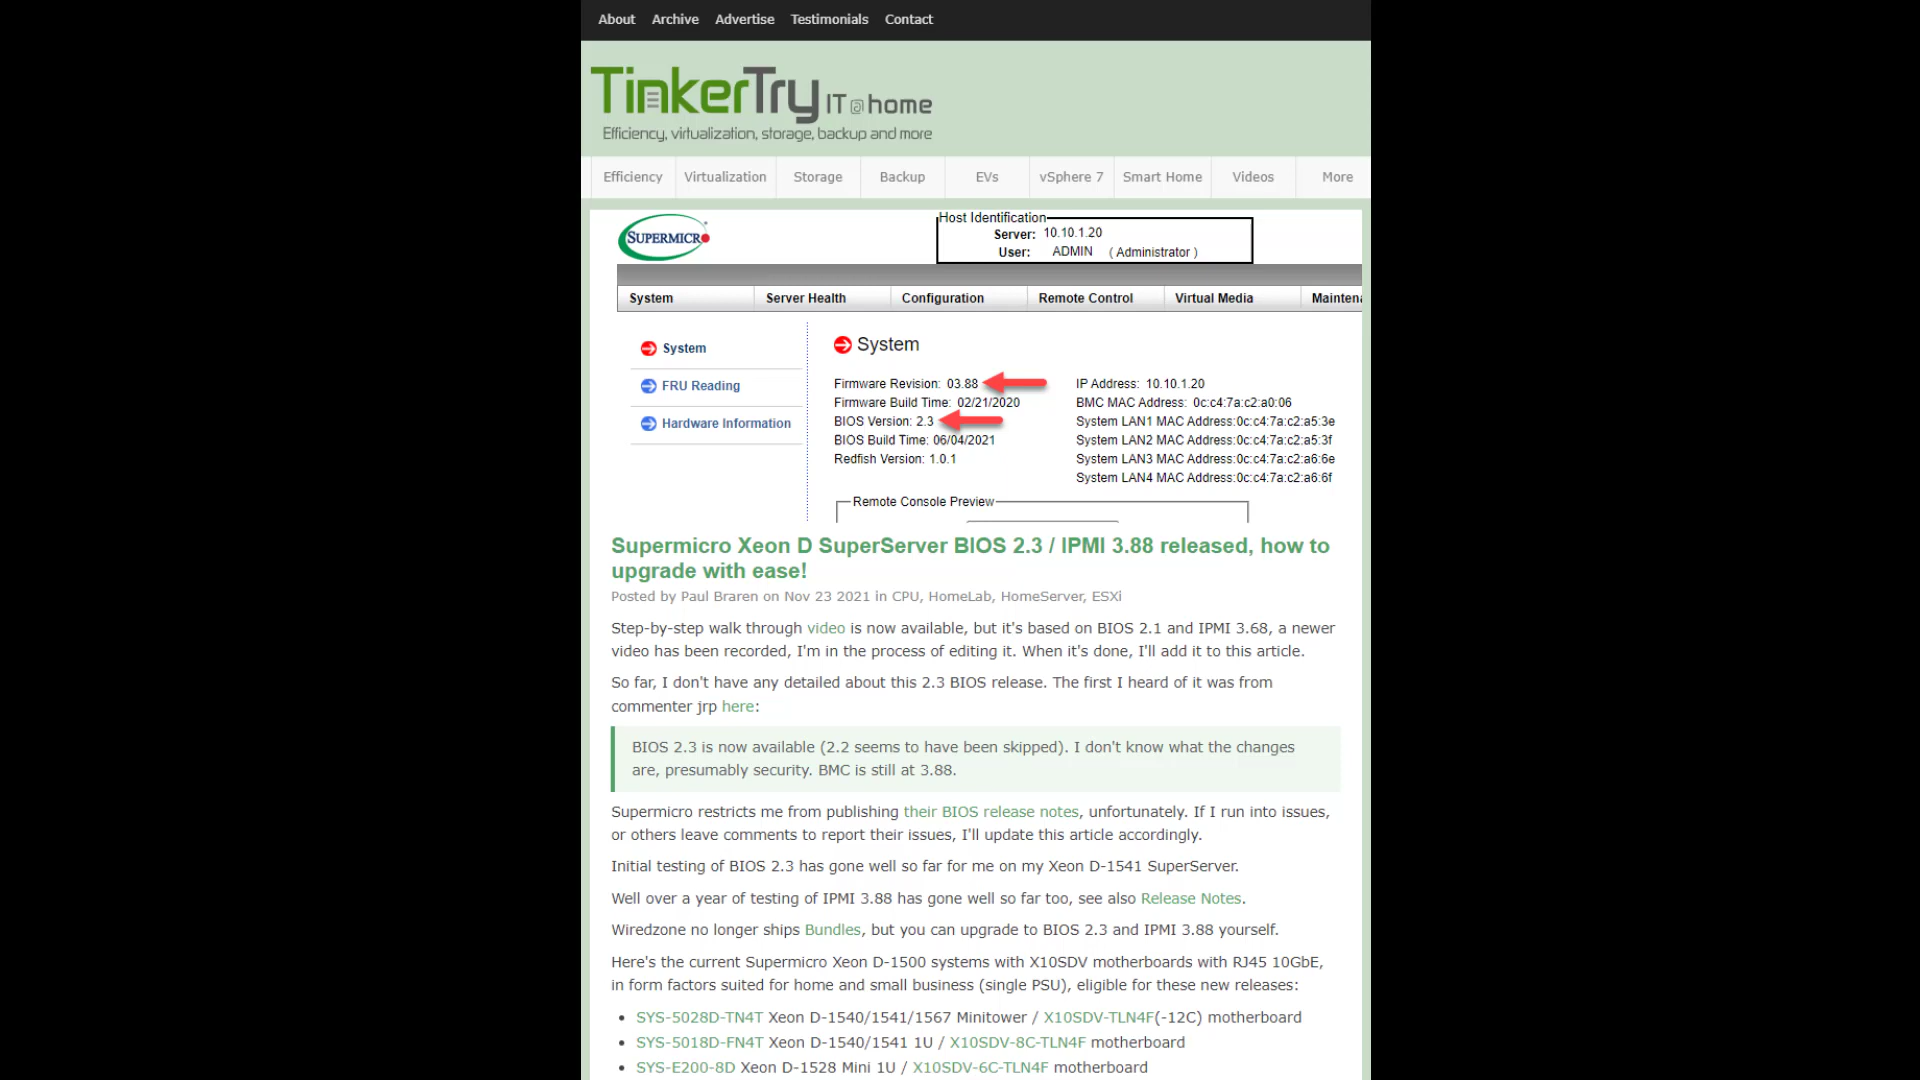 About Archive Advertise Testimonials Contact
TinkerTry IT@home
Efficiency, virtualization, storage, backup and more
Efficiency Virtualization Storage Backup EVs vSphere 7 Smart Home Videos More
SUPERMICRO
Host Identification
Server: 10.10.1.20
User: ADMIN ( Administrator )
System Server Health Configuration Remote Control Virtual Media Maintena
System
FRU Reading
Hardware Information
System
Firmware Revision: 03.88
Firmware Build Time: 02/21/2020
BIOS Version: 2.3
BIOS Build Time: 06/04/2021
Redfish Version: 1.0.1
IP Address: 10.10.1.20
BMC MAC Address: 0c:c4:7a:c2:a0:06
System LAN1 MAC Address:0c:c4:7a:c2:a5:3e
System LAN2 MAC Address:0c:c4:7a:c2:a5:3f
System LAN3 MAC Address:0c:c4:7a:c2:a6:6e
System LAN4 MAC Address:0c:c4:7a:c2:a6:6f
Remote Console Preview
Supermicro Xeon D SuperServer BIOS 2.3 / IPMI 3.88 released, how to
upgrade with ease!
Posted by Paul Braren on Nov 23 2021 in CPU, HomeLab, HomeServer, ESXi
Step-by-step walk through video is now available, but it's based on BIOS 2.1 and IPMI 3.68, a newer
video has been recorded, I'm in the process of editing it. When it's done, I'll add it to this article.
So far, I don't have any detailed about this 2.3 BIOS release. The first I heard of it was from
commenter jrp here:
BIOS 2.3 is now available (2.2 seems to have been skipped). I don't know what the changes
are, presumably security. BMC is still at 3.88.
Supermicro restricts me from publishing their BIOS release notes, unfortunately. If I run into issues,
or others leave comments to report their issues, I'll update this article accordingly.
Initial testing of BIOS 2.3 has gone well so far for me on my Xeon D-1541 SuperServer.
Well over a year of testing of IPMI 3.88 has gone well so far too, see also Release Notes.
Wiredzone no longer ships Bundles, but you can upgrade to BIOS 2.3 and IPMI 3.88 yourself.
Here's the current Supermicro Xeon D-1500 systems with X10SDV motherboards with RJ45 10GbE,
in form factors suited for home and small business (single PSU), eligible for these new releases:
• SYS-5028D-TN4T Xeon D-1540/1541/1567 Minitower / X10SDV-TLN4F(-12C) motherboard
• SYS-5018D-FN4T Xeon D-1540/1541 1U / X10SDV-8C-TLN4F motherboard
• SYS-E200-8D Xeon D-1528 Mini 1U / X10SDV-6C-TLN4F motherboard